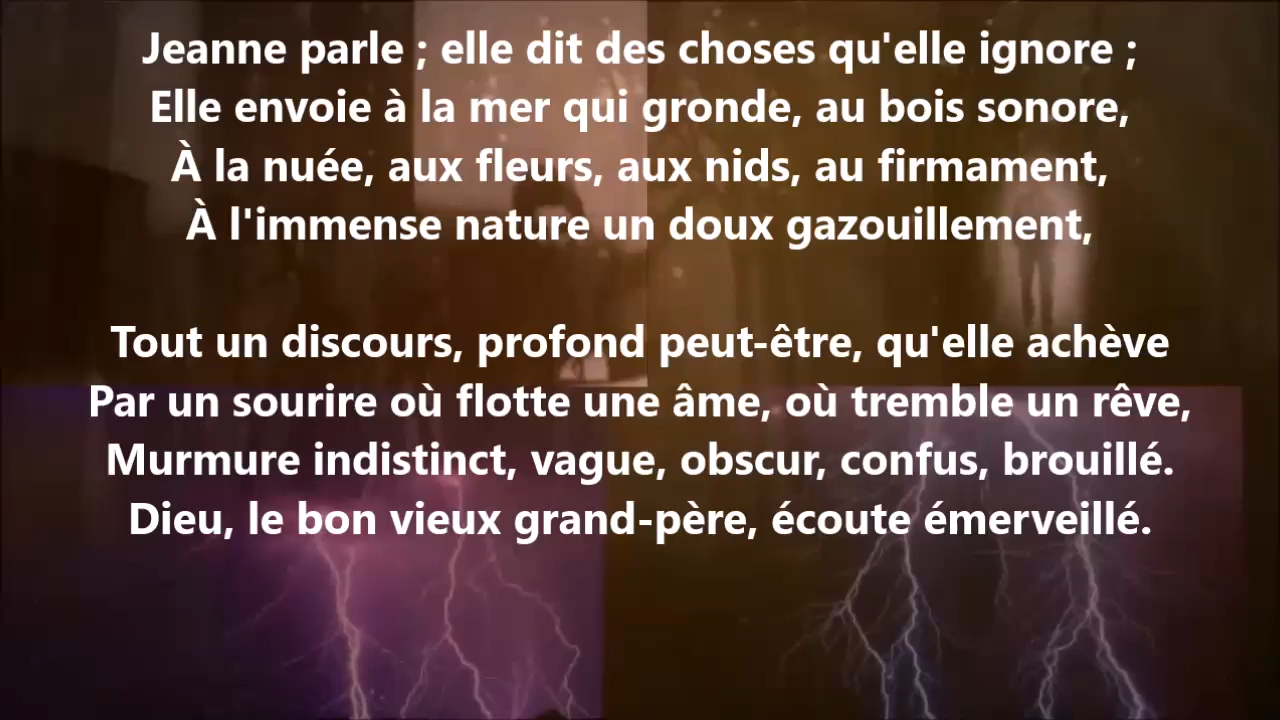 Jeanne parle ; elle dit des choses qu'elle ignore ;
Elle envoie à la mer qui gronde, au bois sonore,
À la nuée, aux fleurs, aux nids, au firmament,
À l'immense nature un doux gazouillement,
Tout un discours, profond peut-être, qu'elle achève
Par un sourire où flotte une âme, où tremble un rêve,
Murmure indistinct, vague, obscur, confus, brouillé.
Dieu, le bon vieux grand-père, écoute émerveillé.